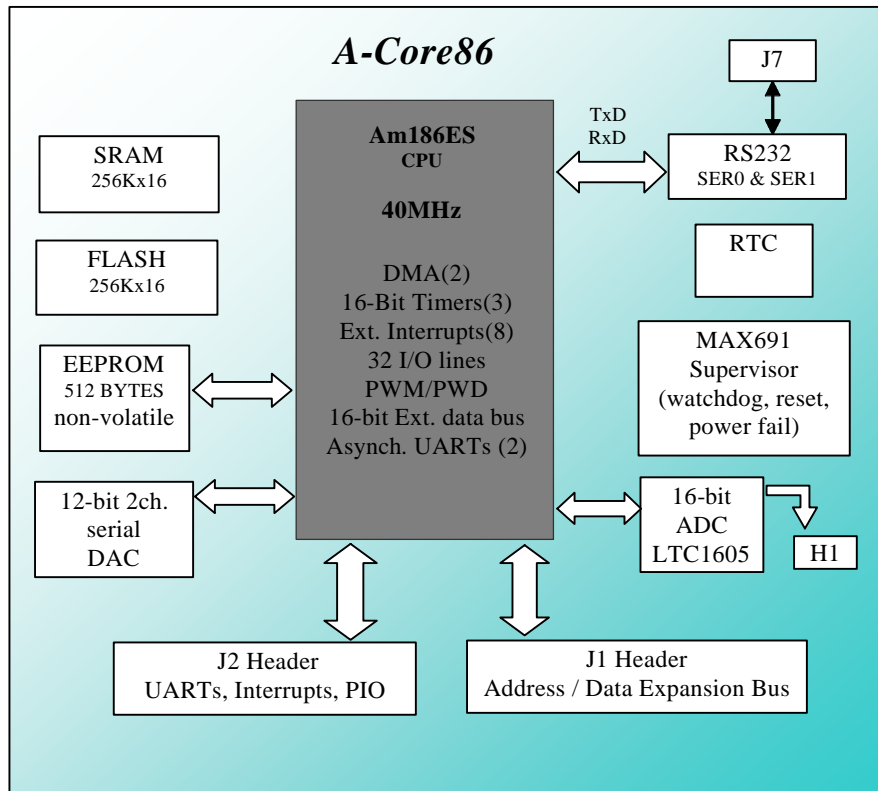 A-Core86
J7
Am186ES
CPU
40MHz
DMA(2)
16-Bit Timers(3)
Ext. Interrupts(8)
32 I/O lines
PWM/PWD
16-bit Ext. data bus
Asynch. UARTs (2)
TxD
RxD
RS232
SER0 & SER1
SRAM
256Kx16
RTC
FLASH
256Kx16
MAX691
Supervisor
(watchdog, reset,
power fail)
EEPROM
512 BYTES
non-volatile
12-bit 2ch.
serial
DAC
16-bit
ADC
LTC1605
H1
J2 Header
UARTs, Interrupts, PIO
J1 Header
Address / Data Expansion Bus